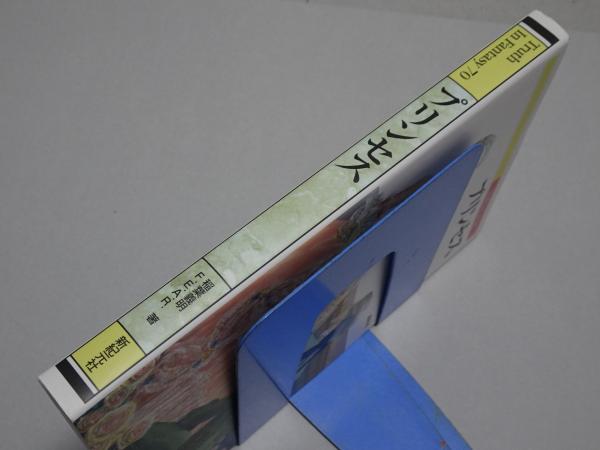 Truth
In Fantasy 70
プリンセス
稲葉義明
F.E.A.R. 著
新紀元社
プリンセス